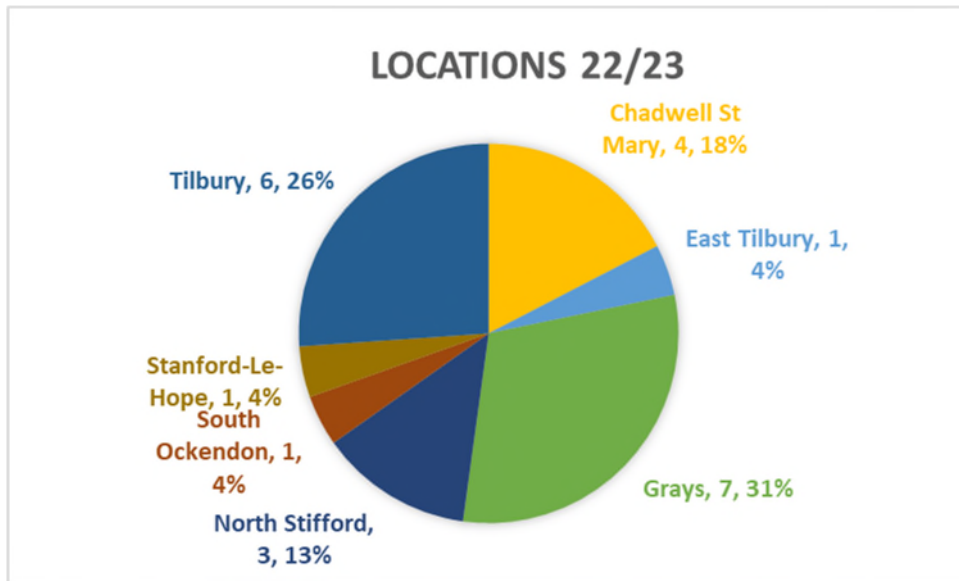 LOCATIONS 22/23
Chadwell St
Mary, 4, 18%
Tilbury, 6, 26%
East Tilbury, 1,
4%
Stanford-Le-
Hope, 1, 4%
South
Ockendon, 1,
4%
Grays, 7, 31%
North Stifford,
3, 13%